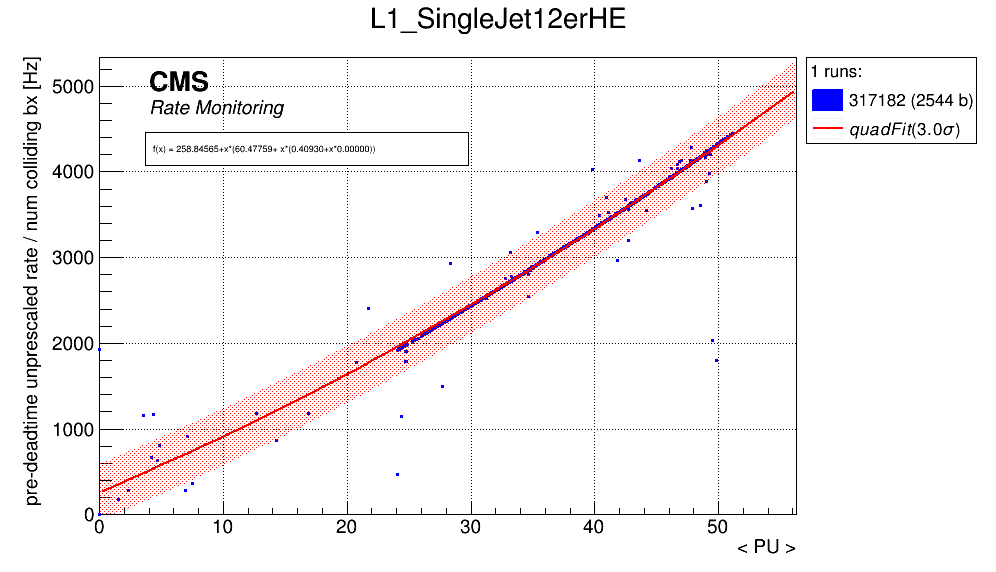 L1_SingleJet12erHE
pre-deadtime unprescaled rate / num colliding bx [Hz]
CMS
Rate Monitoring
f(x) = 258.84565+x*(60.47759+ x*(0.40930+x*0.00000))
5000
4000
3000
2000
1000
0
0 10 20 30 40 50
< PU >
1 runs:
317182 (2544 b)
quadFit(3.0σ)